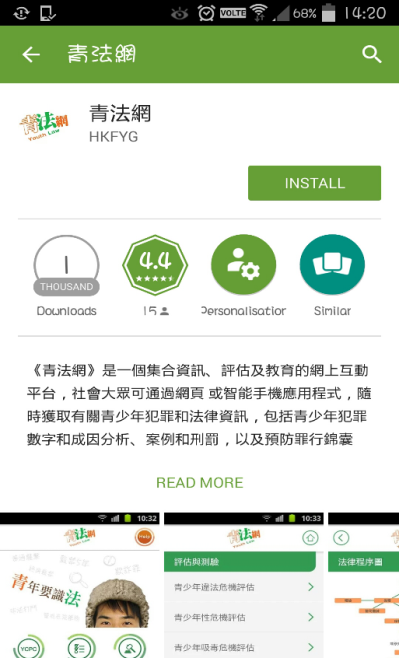 VOLTE 68% 14:20
青法網
青法網
HKFYG
青法網
Youth Law
INSTALL
1
THOUSAND
Downloads
4.4
15
Personalisation
Similar
《青法網》是一個集合資訊、評估及教育的網上互動
平台，社會大眾可通過網頁 或智能手機應用程式，隨
時獲取有關青少年犯罪和法律資訊，包括青少年犯罪
數字和成因分析、案例和刑罰，以及預防罪行錦囊
READ MORE
10:32
青法網
Help
青年要識法
YCPC
10:33
青法網
評估與測驗
青少年違法危機評估
青少年性危機評估
青少年吸毒危機評估
青法網
法律程序圖